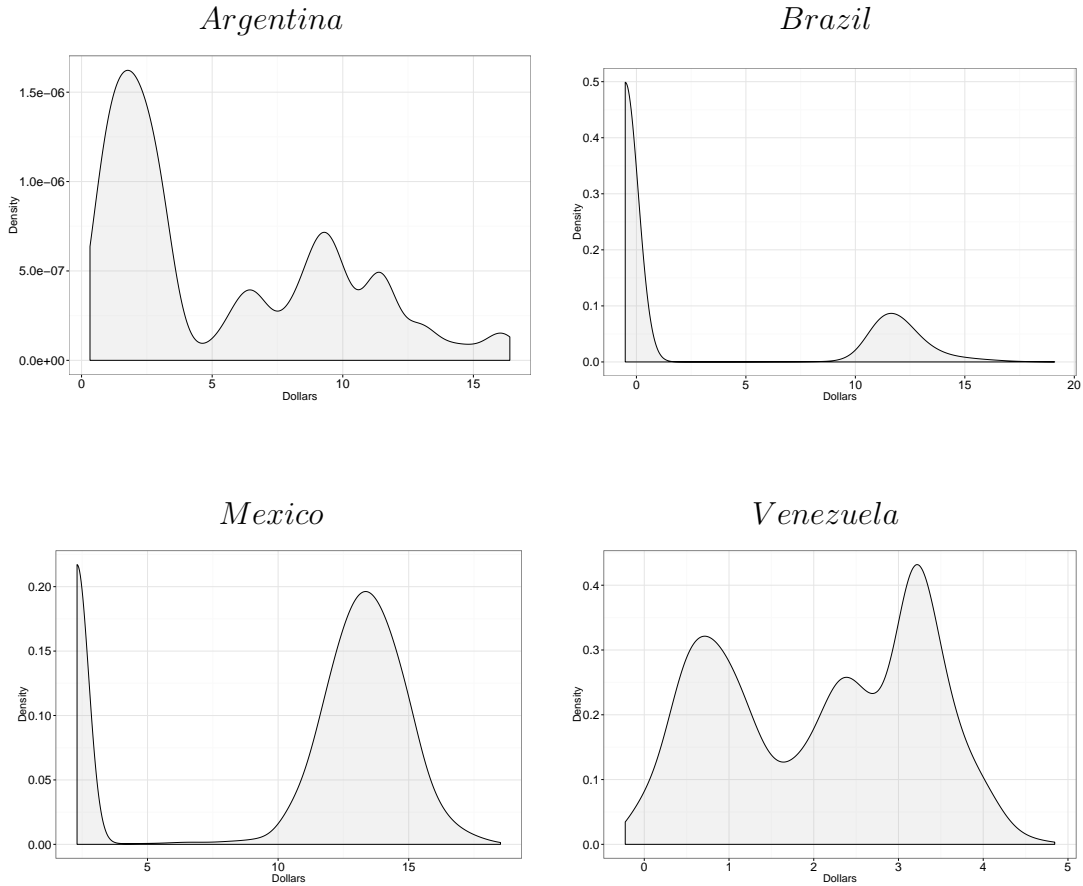 Argentina
1.5e−06
1.0e−06
5.0e−07
0.0e+00
Density
0 5 10 15
Dollars
Brazil
0.5
0.4
0.3
0.2
0.1
0.0
Density
0 5 10 15 20
Dollars
Mexico
0.20
0.15
0.10
0.05
0.00
Density
5 10 15
Dollars
Venezuela
0.4
0.3
0.2
0.1
0.0
Density
0 1 2 3 4 5
Dollars